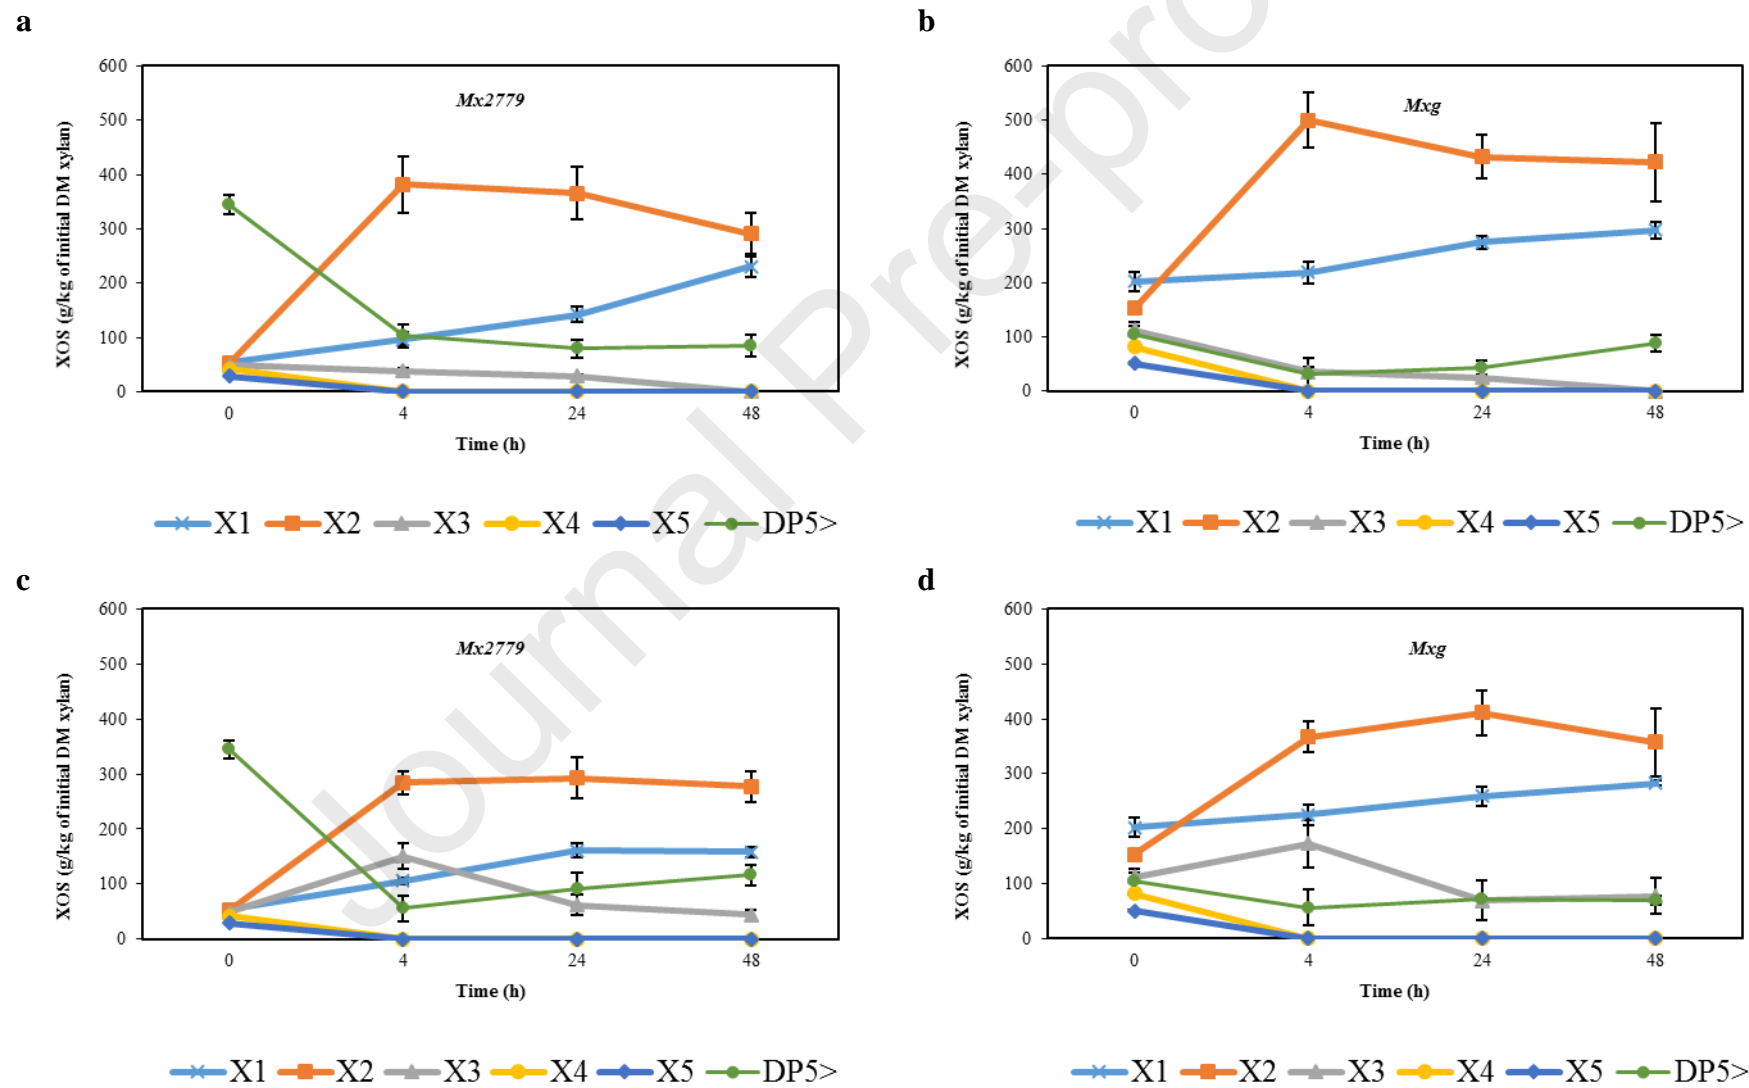 a
Mx2779
XOS (g/kg of initial DM xylan)
600
500
400
300
200
100
0
0 4 24 48
Time (h)
X1 X2 X3 X4 X5 DP5>
b
Mxg
XOS (g/kg of initial DM xylan)
600
500
400
300
200
100
0
0 4 24 48
Time (h)
X1 X2 X3 X4 X5 DP5>
c
Mx2779
XOS (g/kg of initial DM xylan)
600
500
400
300
200
100
0
0 4 24 48
Time (h)
X1 X2 X3 X4 X5 DP5>
d
Mxg
XOS (g/kg of initial DM xylan)
600
500
400
300
200
100
0
0 4 24 48
Time (h)
X1 X2 X3 X4 X5 DP5>
Journal Pre-pro